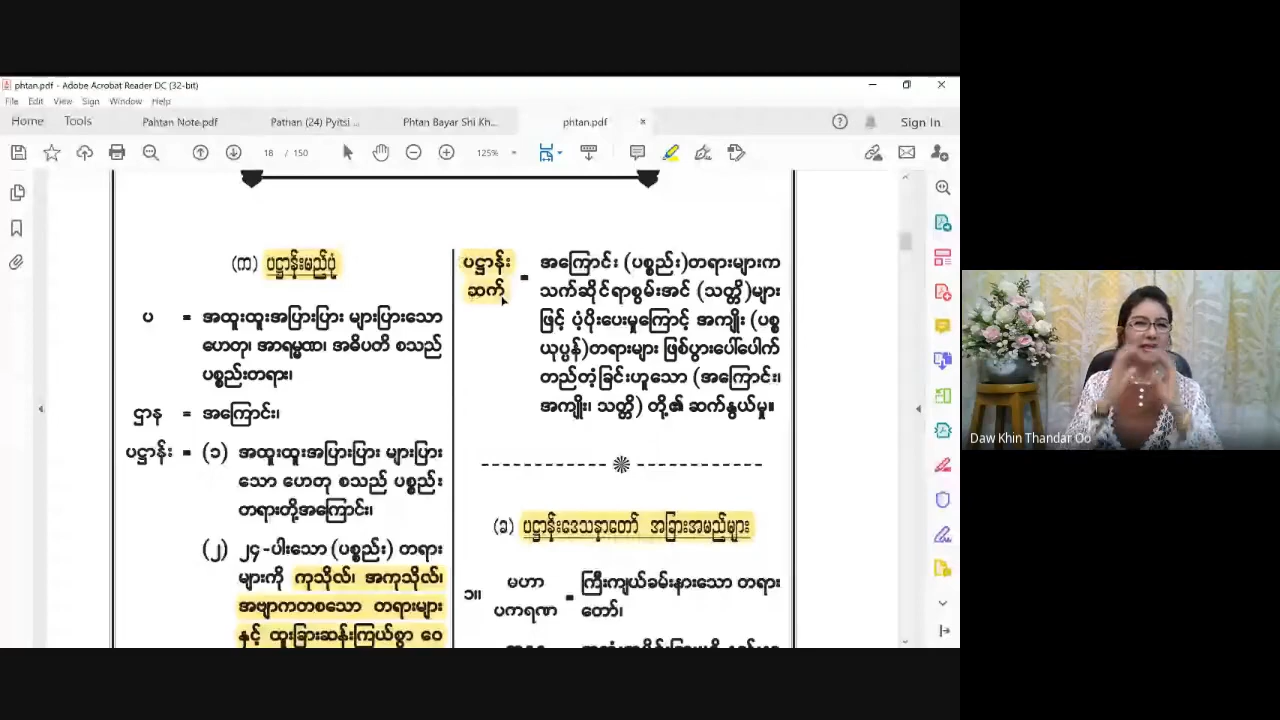 phtan.pdf - Adobe Acrobat Reader DC (32-bit)
File Edit View Sign Window Help
Home Tools Pahtan Note.pdf Pathan (24) Pyitsi ... Phtan Bayar Shi Kh... phtan.pdf × Sign In
18 / 150 125%
(က) ပဋ္ဌာန်းမည်ပုံ
ပ = အထူးထူးအပြားပြား များပြားသော
ဟေတု၊ အာရမ္မဏ၊ အဓိပတိ စသည်
ပစ္စည်းတရား၊
ဌာန = အကြောင်း၊
ပဋ္ဌာန်း = (၁) အထူးထူးအပြားပြား များပြား
သော ဟေတု စသည် ပစ္စည်း
တရားတို့အကြောင်း၊
(၂) ၂၄-ပါးသော (ပစ္စည်း) တရား
များကို ကုသိုလ်၊ အကုသိုလ်၊
အဗျာကတစသော တရားများ
နှင့် ထူးခြားဆန်းကြယ်စွာ ဝေ
ပဋ္ဌာန်း ဆက် = အကြောင်း (ပစ္စည်း)တရားများက
သက်ဆိုင်ရာစွမ်းအင် (သတ္တိ)များ
ဖြင့် ပံ့ပိုးပေးမှုကြောင့် အကျိုး (ပစ္စ
ယုပ္ပန်)တရားများ ဖြစ်ပွားပေါ်ပေါက်
တည်တံ့ခြင်းဟူသော (အကြောင်း၊
အကျိုး၊ သတ္တိ) တို့၏ ဆက်နွယ်မှု။
(ခ) ပဋ္ဌာန်းဒေသနာတော် အခြားအမည်များ
၁။ မဟာ ပကရဏ = ကြီးကျယ်ခမ်းနားသော တရား
တော်၊
Daw Khin Thandar Oo